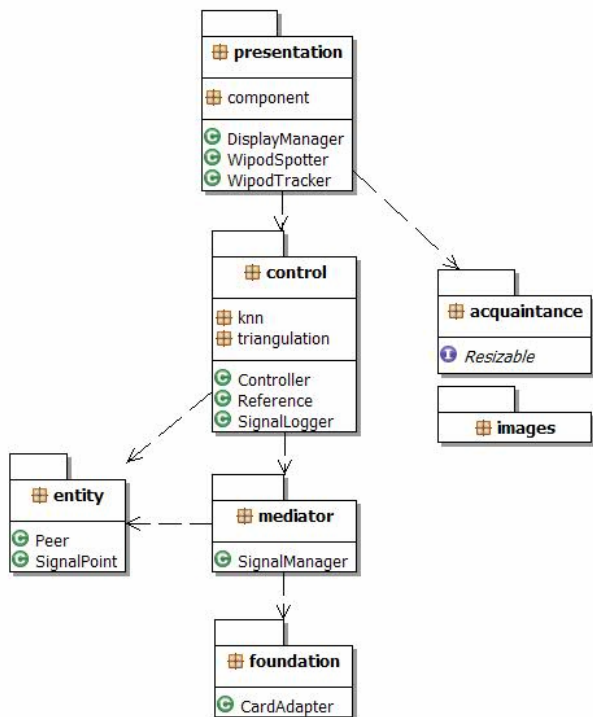 presentation
component
DisplayManager
WipodSpotter
WipodTracker
control
knn
triangulation
Controller
Reference
SignalLogger
acquaintance
I Resizable
images
entity
C Peer
C SignalPoint
mediator
C SignalManager
foundation
C CardAdapter